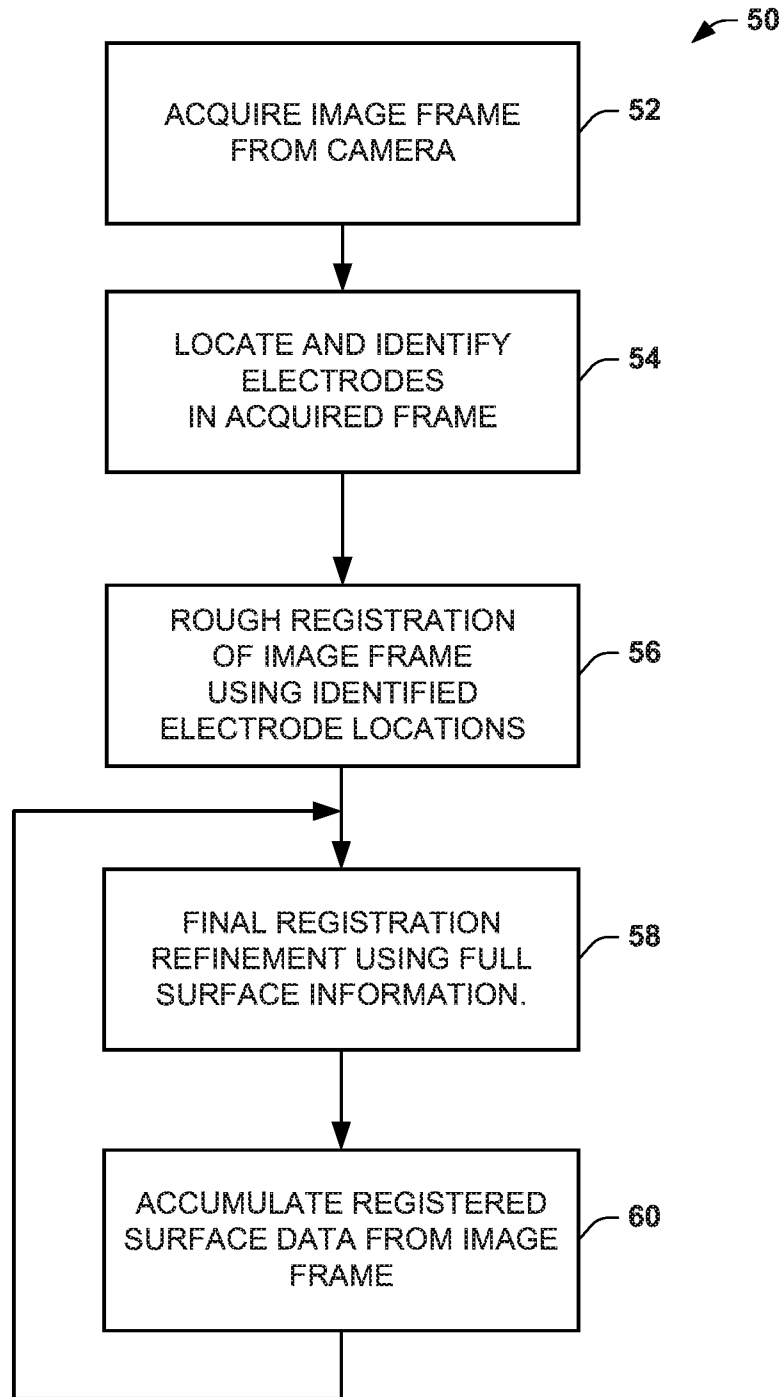 50
ACQUIRE IMAGE FRAME
FROM CAMERA
52
LOCATE AND IDENTIFY
ELECTRODES
IN ACQUIRED FRAME
54
ROUGH REGISTRATION
OF IMAGE FRAME
USING IDENTIFIED
ELECTRODE LOCATIONS
56
FINAL REGISTRATION
REFINEMENT USING FULL
SURFACE INFORMATION.
58
ACCUMULATE REGISTERED
SURFACE DATA FROM IMAGE
FRAME
60